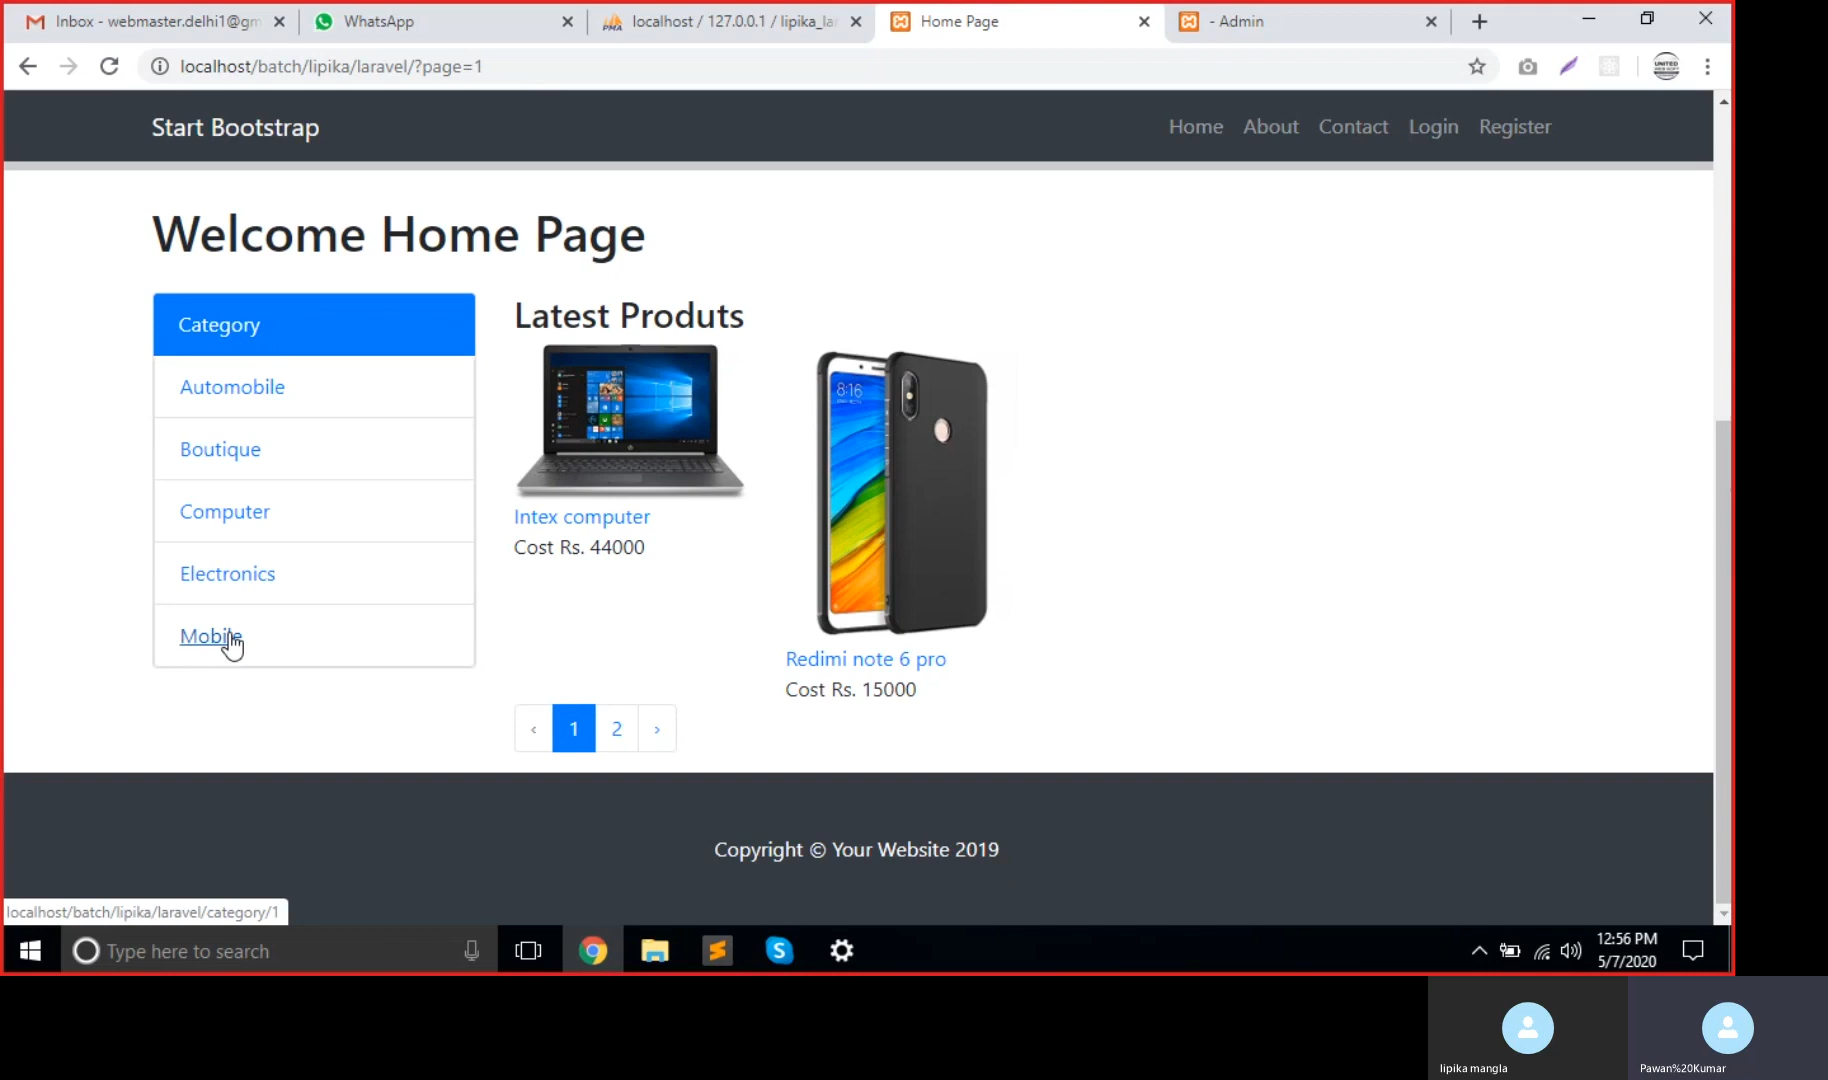 Inbox - webmaster.delhi1@gm
WhatsApp
localhost / 127.0.0.1 / lipika_la
Home Page
- Admin
localhost/batch/lipika/laravel/?page=1
Start Bootstrap
Home About Contact Login Register
Welcome Home Page
Category
Automobile
Boutique
Computer
Electronics
Mobile
Latest Produts
8:16
Intex computer
Cost Rs. 44000
Redimi note 6 pro
Cost Rs. 15000
‹ 1 2 ›
Copyright © Your Website 2019
localhost/batch/lipika/laravel/category/1
Type here to search
12:56 PM
5/7/2020
lipika mangla
Pawan%20Kumar